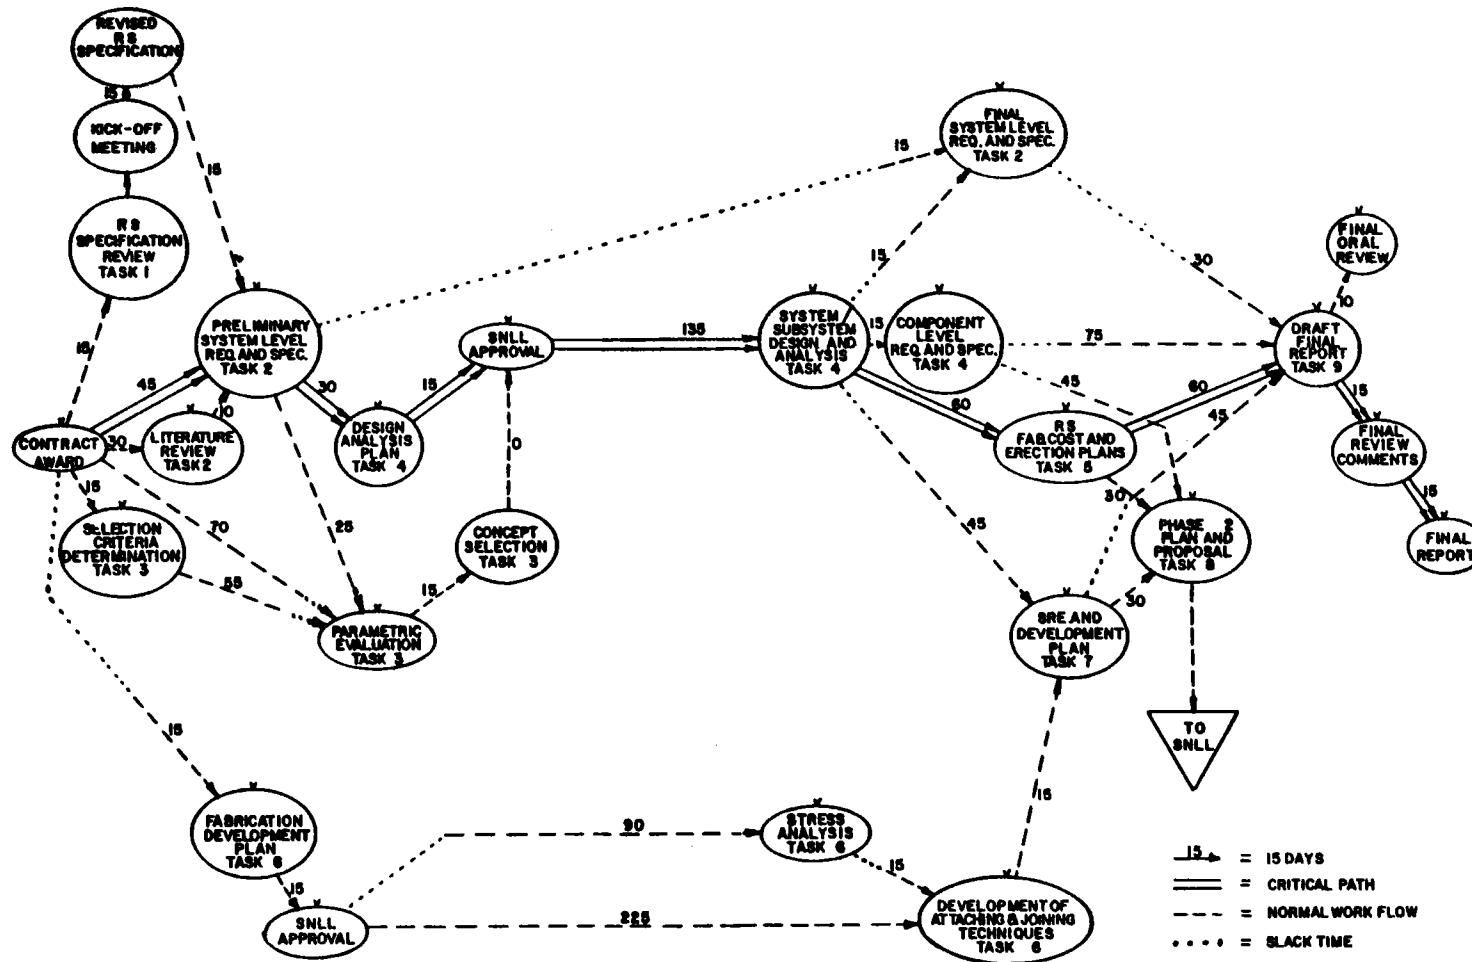 REVISED
RS
SPECIFICATION
15
KICK-OFF
MEETING
RS
SPECIFICATION
REVIEW
TASK 1
15
15
CONTRACT
AWARD
45
30
LITERATURE
REVIEW
TASK 2
10
PRELIMINARY
SYSTEM LEVEL
REQ. AND SPEC.
TASK 2
15
SELECTION
CRITERIA
DETERMINATION
TASK 3
70
55
25
30
DESIGN
ANALYSIS
PLAN
TASK 4
15
SNLL
APPROVAL
0
CONCEPT
SELECTION
TASK 3
15
PARAMETRIC
EVALUATION
TASK 3
135
SYSTEM
SUBSYSTEM
DESIGN AND
ANALYSIS
TASK 4
15
15
FINAL
SYSTEM LEVEL
REQ. AND SPEC.
TASK 2
15
COMPONENT
LEVEL
REQ. AND SPEC.
TASK 4
75
30
45
60
RS
FAB,COST AND
ERECTION PLANS
TASK 5
60
45
30
45
PHASE 2
PLAN AND
PROPOSAL
TASK 8
30
SRE AND
DEVELOPMENT
PLAN
TASK 7
TO
SNLL
DRAFT
FINAL
REPORT
TASK 9
10
FINAL
ORAL
REVIEW
15
FINAL
REVIEW
COMMENTS
15
FINAL
REPORT
15
FABRICATION
DEVELOPMENT
PLAN
TASK 6
15
SNLL
APPROVAL
90
STRESS
ANALYSIS
TASK 6
15
225
DEVELOPMENT OF
ATTACHING & JOINING
TECHNIQUES
TASK 6
15
15 = 15 DAYS
= CRITICAL PATH
= NORMAL WORK FLOW
= SLACK TIME